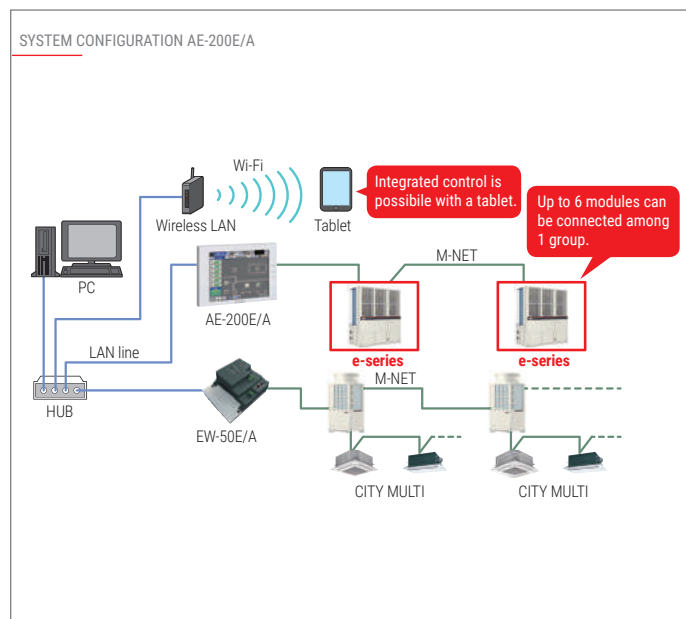 SYSTEM CONFIGURATION AE-200E/A
Wi-Fi
Wireless LAN
Tablet
Integrated control is
possibile with a tablet.
Up to 6 modules can
be connected among
1 group.
PC
AE-200E/A
M-NET
e-series
e-series
LAN line
HUB
EW-50E/A
M-NET
CITY MULTI
CITY MULTI